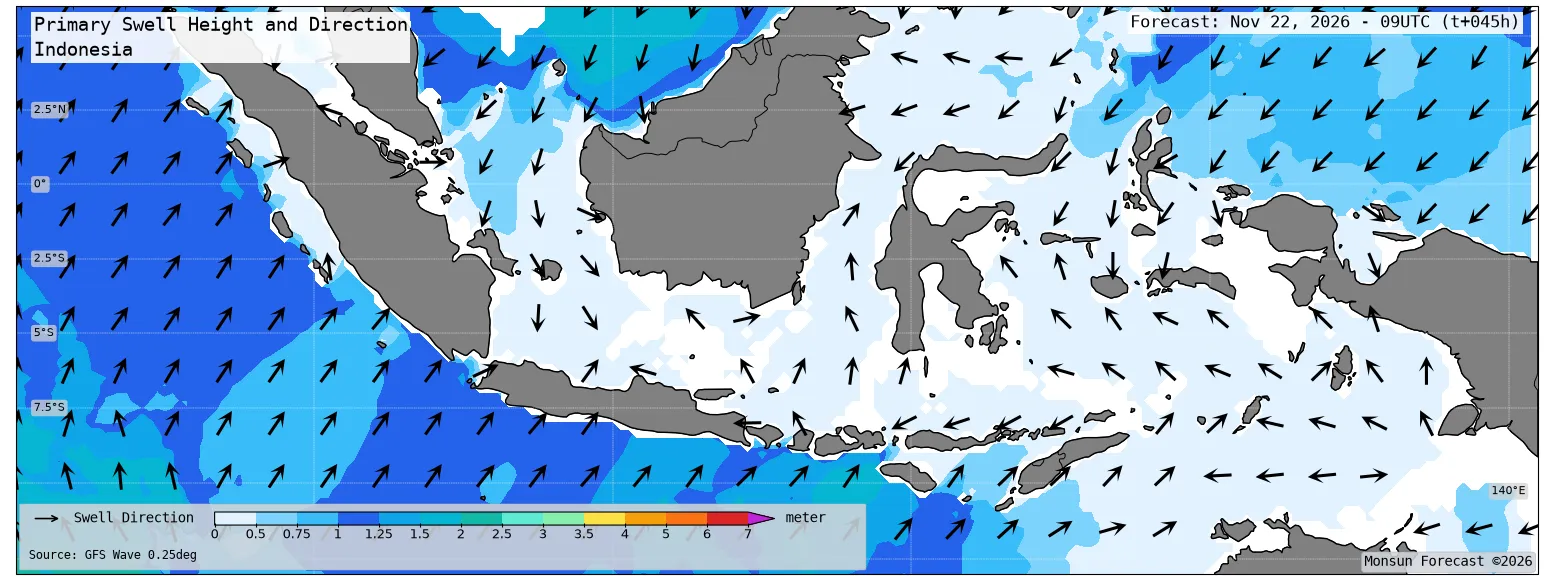 Primary Swell Height and Direction
Indonesia
Forecast: Nov 22, 2026 - 09UTC (t+045h)
2.5°N
0°
2.5°S
5°S
7.5°S
140°E
Swell Direction
0 0.5 0.75 1 1.25 1.5 2 2.5 3 3.5 4 5 6 7
meter
Source: GFS Wave 0.25deg
Monsun Forecast ©2026